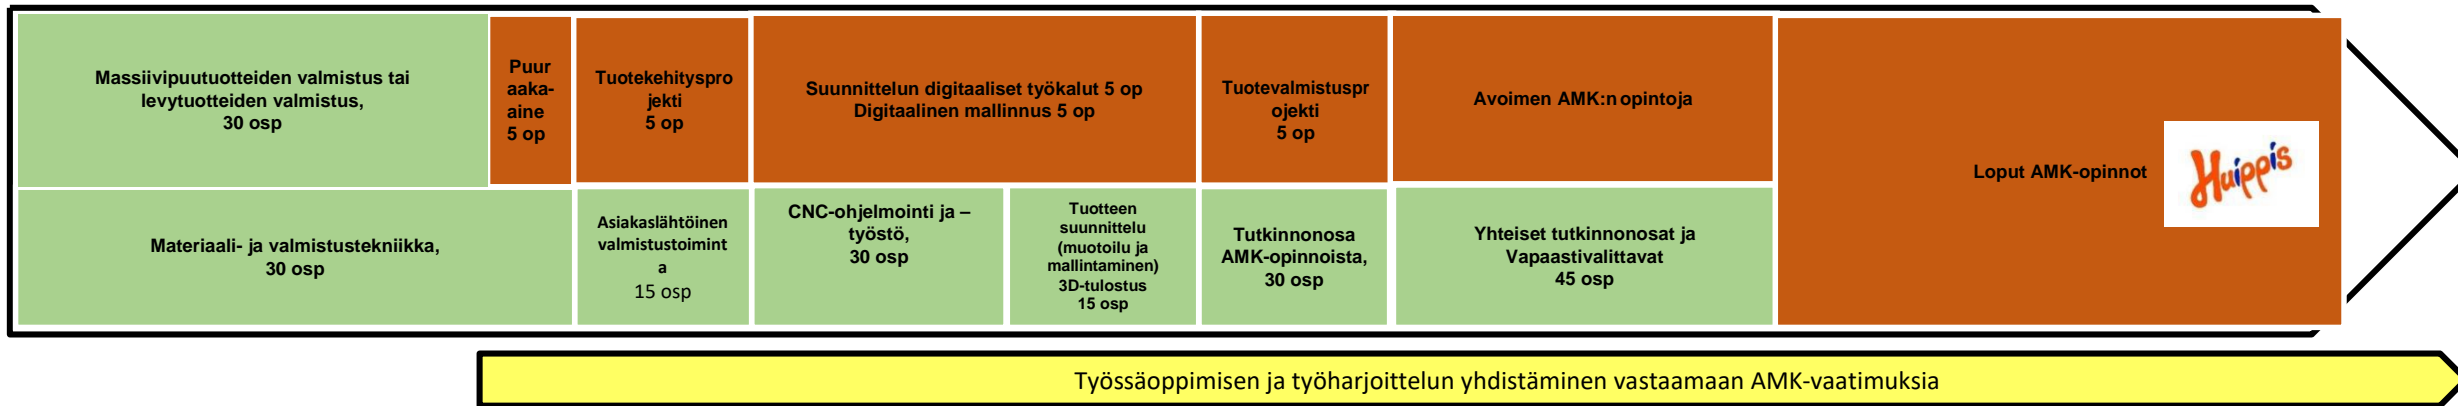 Massiivipuutuotteiden valmistus tai
levytuotteiden valmistus,
30 osp
Puur
aaka-
aine
5 op
Tuotekehityspro
jekti
5 op
Suunnittelun digitaaliset työkalut 5 op
Digitaalinen mallinnus 5 op
Tuotevalmistuspr
ojekti
5 op
Avoimen AMK:n opintoja
Loput AMK-opinnot
Huippis
Materiaali- ja valmistustekniikka,
30 osp
Asiakaslähtöinen
valmistustoimint
a
15 osp
CNC-ohjelmointi ja –
työstö,
30 osp
Tuotteen
suunnittelu
(muotoilu ja
mallintaminen)
3D-tulostus
15 osp
Tutkinnonosa
AMK-opinnoista,
30 osp
Yhteiset tutkinnonosat ja
Vapaastivalittavat
45 osp
Työssäoppimisen ja työharjoittelun yhdistäminen vastaamaan AMK-vaatimuksia